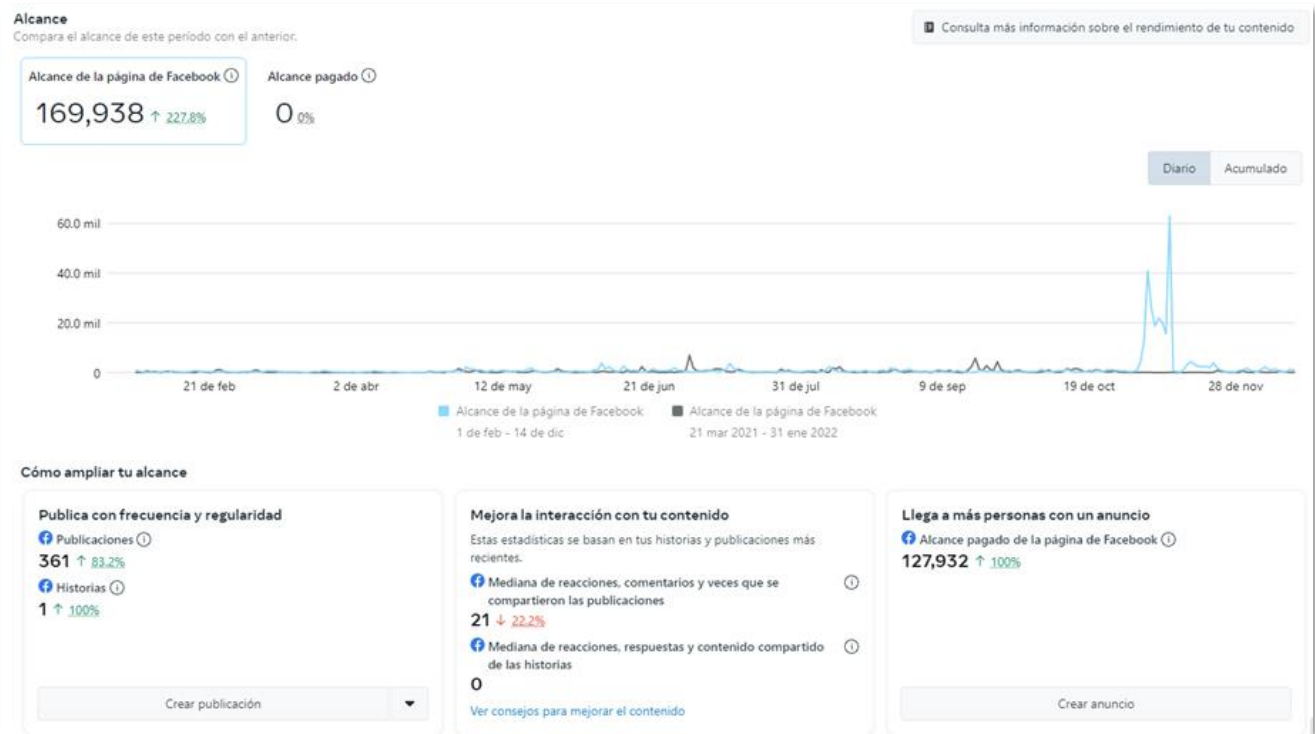 Alcance
Compara el alcance de este período con el anterior.
Consulta más información sobre el rendimiento de tu contenido
Alcance de la página de Facebook
169,938 ↑ 227.8%
Alcance pagado
0 0%
Diario
Acumulado
60.0 mil
40.0 mil
20.0 mil
0
21 de feb
2 de abr
12 de may
21 de jun
31 de jul
9 de sep
19 de oct
28 de nov
Alcance de la página de Facebook
1 de feb - 14 de dic
Alcance de la página de Facebook
21 mar 2021 - 31 ene 2022
Cómo ampliar tu alcance
Publica con frecuencia y regularidad
Publicaciones
361 ↑ 83.2%
Historias
1 ↑ 100%
Crear publicación
Mejora la interacción con tu contenido
Estas estadísticas se basan en tus historias y publicaciones más
recientes.
Mediana de reacciones, comentarios y veces que se
compartieron las publicaciones
21 ↓ 22.2%
Mediana de reacciones, respuestas y contenido compartido
de las historias
0
Ver consejos para mejorar el contenido
Llega a más personas con un anuncio
Alcance pagado de la página de Facebook
127,932 ↑ 100%
Crear anuncio